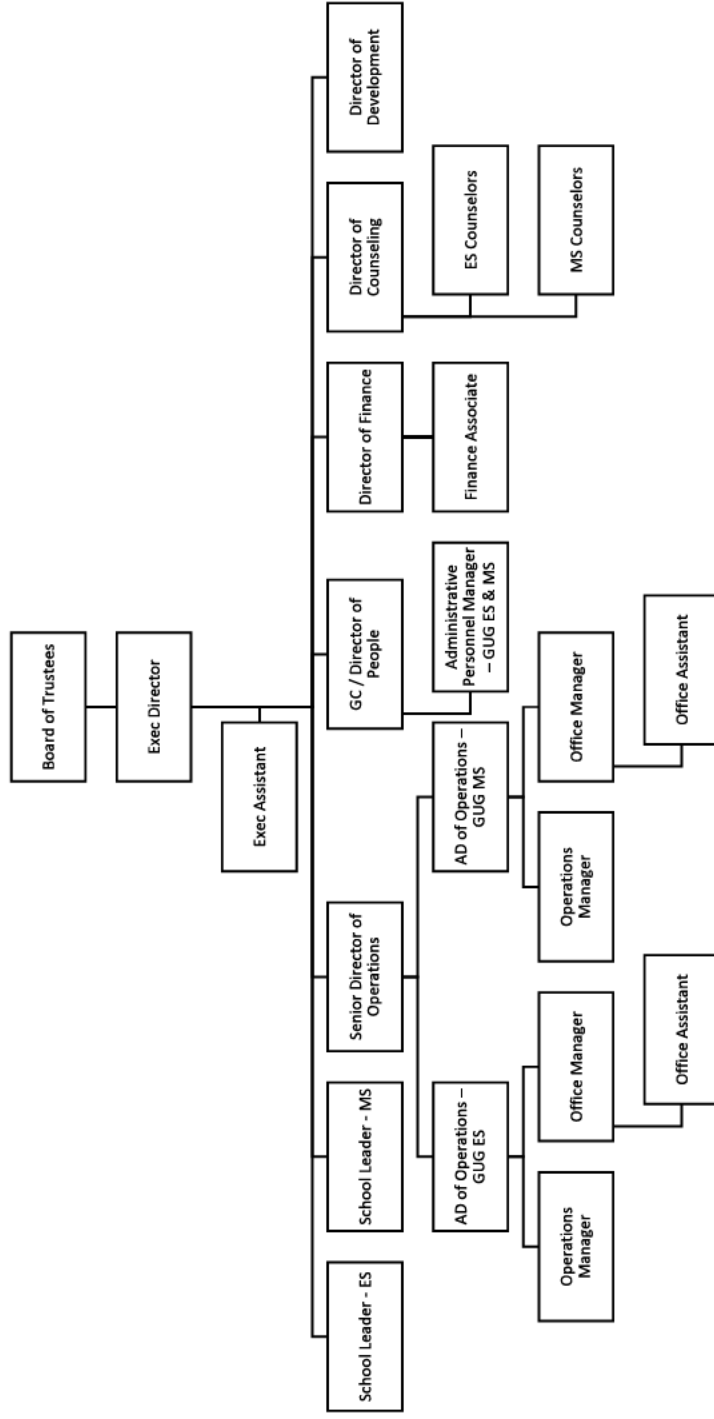 Board of Trustees
Exec Director
Exec Assistant
School Leader - ES
School Leader - MS
Senior Director of
Operations
GC / Director of
People
Director of Finance
Director of
Counseling
Director of
Development
AD of Operations –
GUG ES
AD of Operations –
GUG MS
Administrative
Personnel Manager
– GUG ES & MS
Finance Associate
ES Counselors
Operations
Manager
Office Manager
Operations
Manager
Office Manager
MS Counselors
Office Assistant
Office Assistant